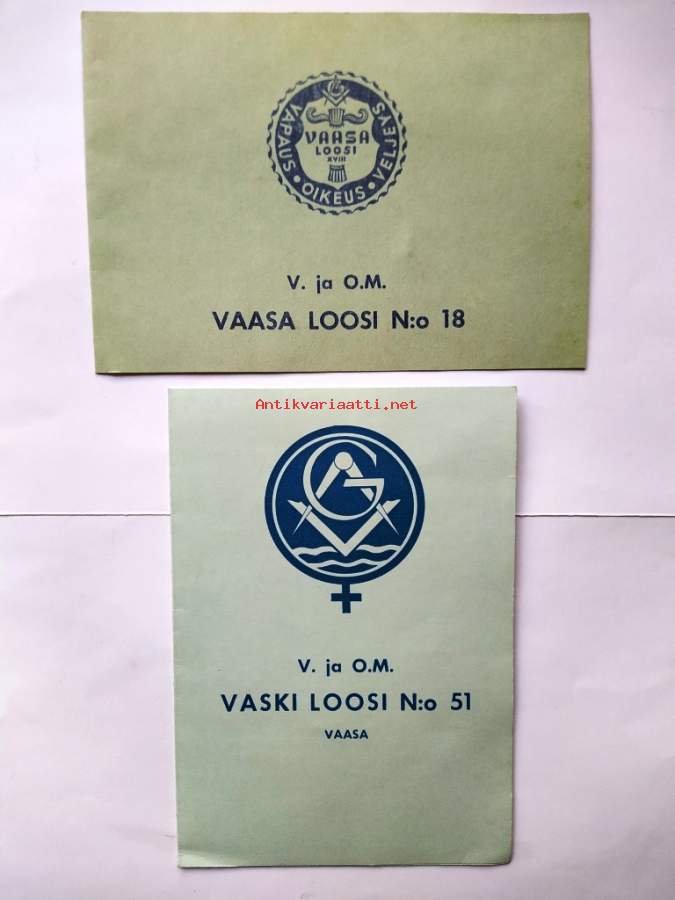 VAASA
LOOSI
XVIII
VAPAUS • OIKEUS • VELJEYS
V. ja O.M.
VAASA LOOSI N:o 18
Antikvariaatti.net
G
V. ja O.M.
VASKI LOOSI N:o 51
VAASA